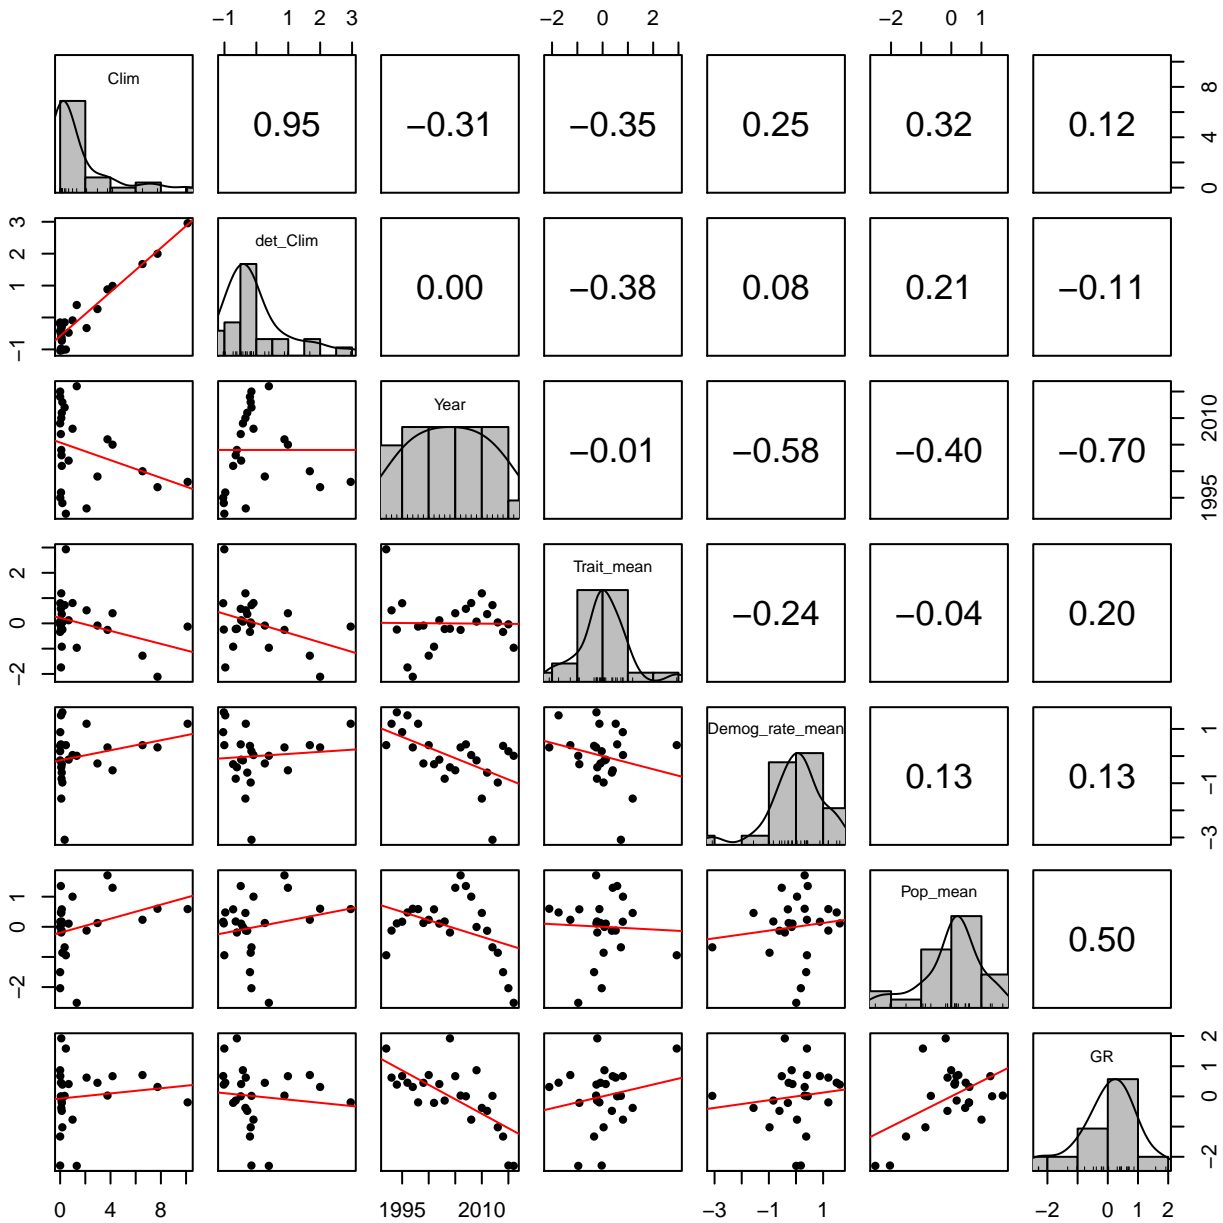 −1 1 2 3 −2 0 2 −2 0 1
Clim
0.95 −0.31 −0.35 0.25 0.32 0.12
0 4 8
−1 1 2 3
det_Clim
0.00 −0.38 0.08 0.21 −0.11
Year
−0.01 −0.58 −0.40 −0.70
1995 2010
−2 0 2
Trait_mean
−0.24 −0.04 0.20
Demog_rate_mean
0.13 0.13
−3 −1 1
−2 0 1
Pop_mean
0.50
GR
−2 0 1 2
0 4 8 1995 2010 −3 −1 1 −2 0 1 2